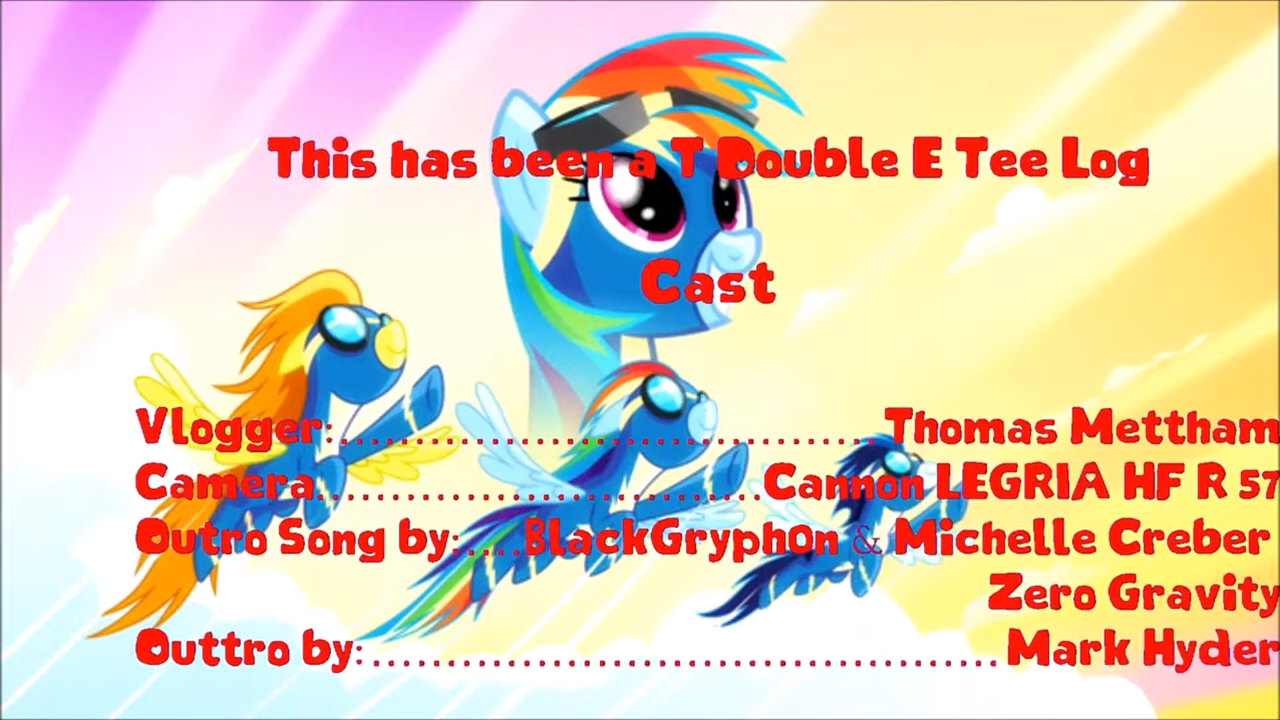 This has been a T Double E Tee Log
Cast
Vlogger:.......................................Thomas Mettham
Camera................................Cannon LEGRIA HF R 57
Outro Song by:....BlackGryph0n & Michelle Creber
Zero Gravity
Outtro by:.............................................Mark Hyder